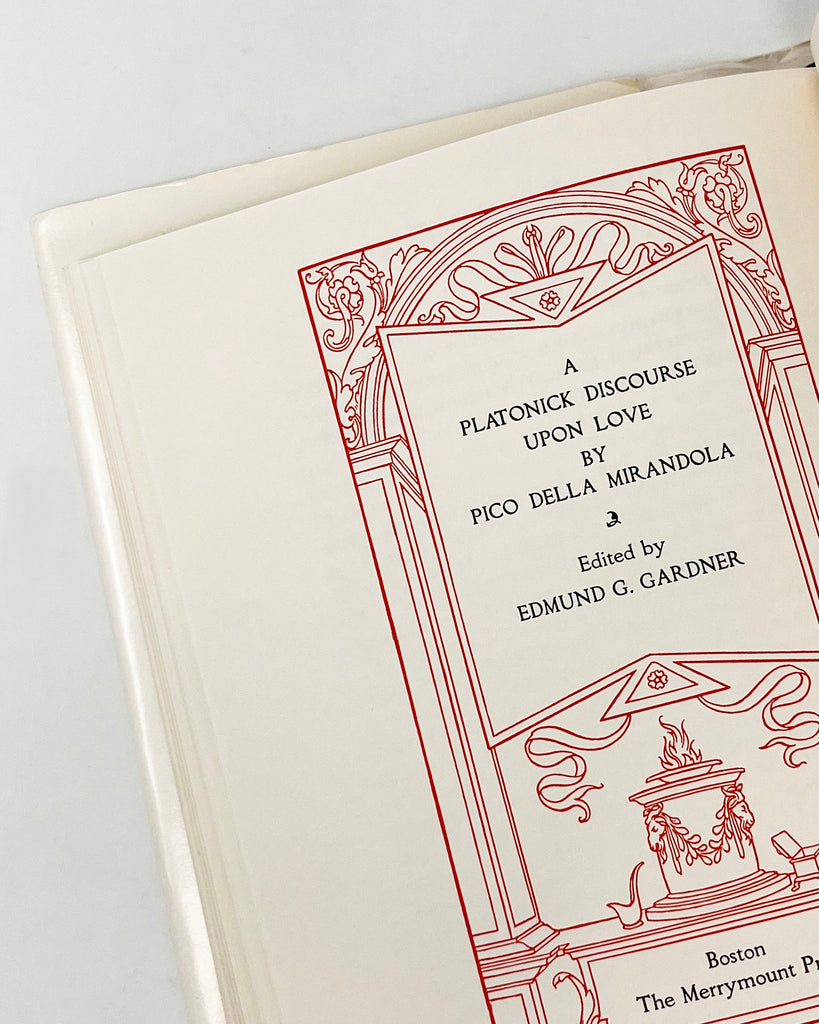 A
PLATONICK DISCOURSE
UPON LOVE
BY
PICO DELLA MIRANDOLA
Edited by
EDMUND G. GARDNER
Boston
The Merrymount